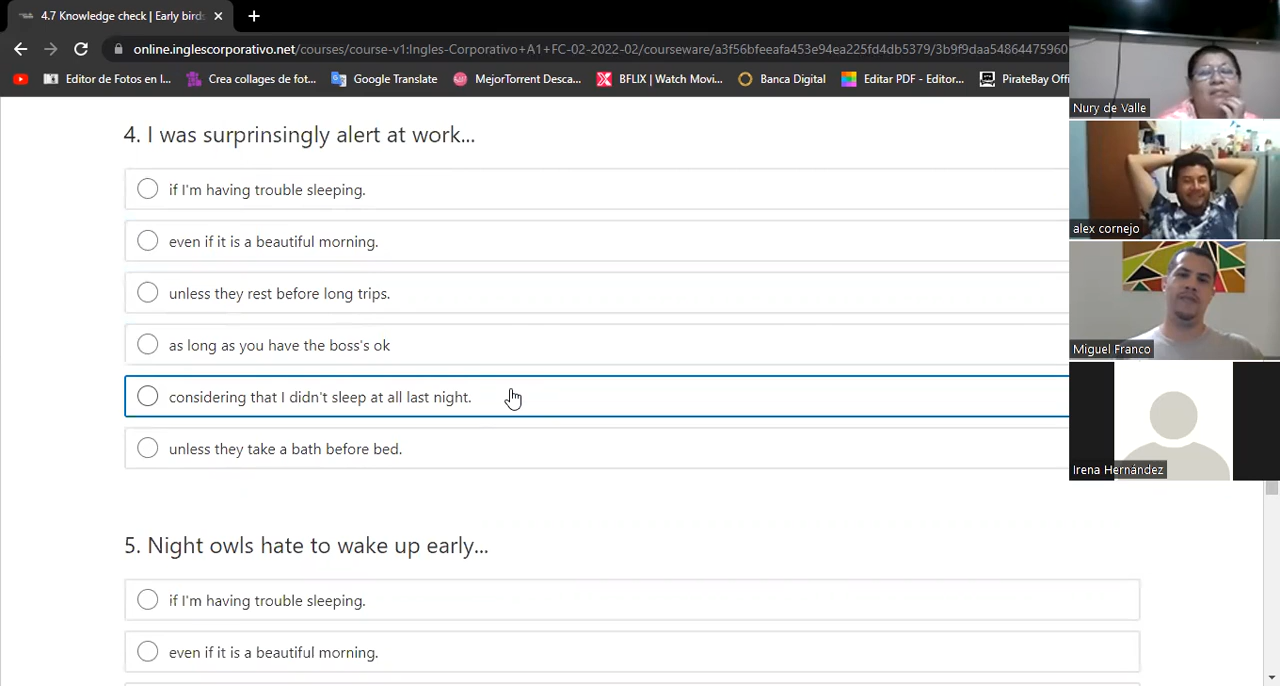 4.7 Knowledge check | Early birds
online.inglescorporativo.net/courses/course-v1:Ingles-Corporativo+A1+FC-02-2022-02/courseware/a3f56bfeeafa453e94ea225fd4db5379/3b9f9daa54864475960
Editor de Fotos en l...
Crea collages de fot...
Google Translate
MejorTorrent Desca...
BFLIX | Watch Movi...
Banca Digital
Editar PDF - Editor...
PirateBay Offi
Nury de Valle
4. I was surprinsingly alert at work...
if I'm having trouble sleeping.
alex cornejo
even if it is a beautiful morning.
unless they rest before long trips.
as long as you have the boss's ok
Miguel Franco
considering that I didn't sleep at all last night.
unless they take a bath before bed.
Irena Hernández
5. Night owls hate to wake up early...
if I'm having trouble sleeping.
even if it is a beautiful morning.